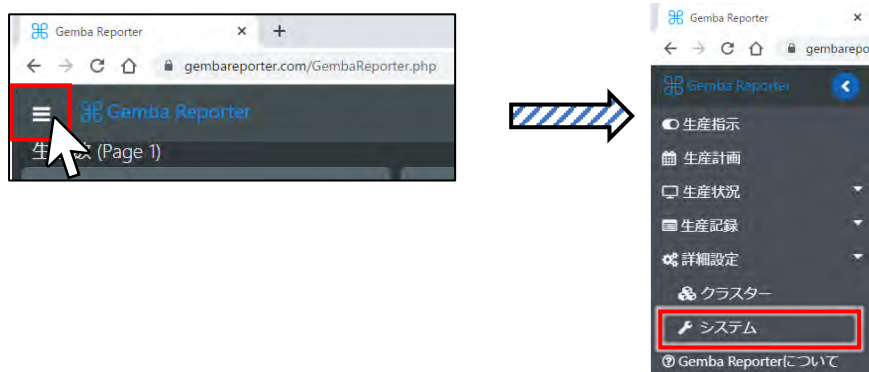 Gemba Reporter
gembareporter.com/GembaReporter.php
Gemba Reporter
(Page 1)
Gemba Reporter
gembarepo
Gemba Reporter
生産指示
生産計画
生産状況
生産記録
詳細設定
クラスター
システム
Gemba Reporterについて